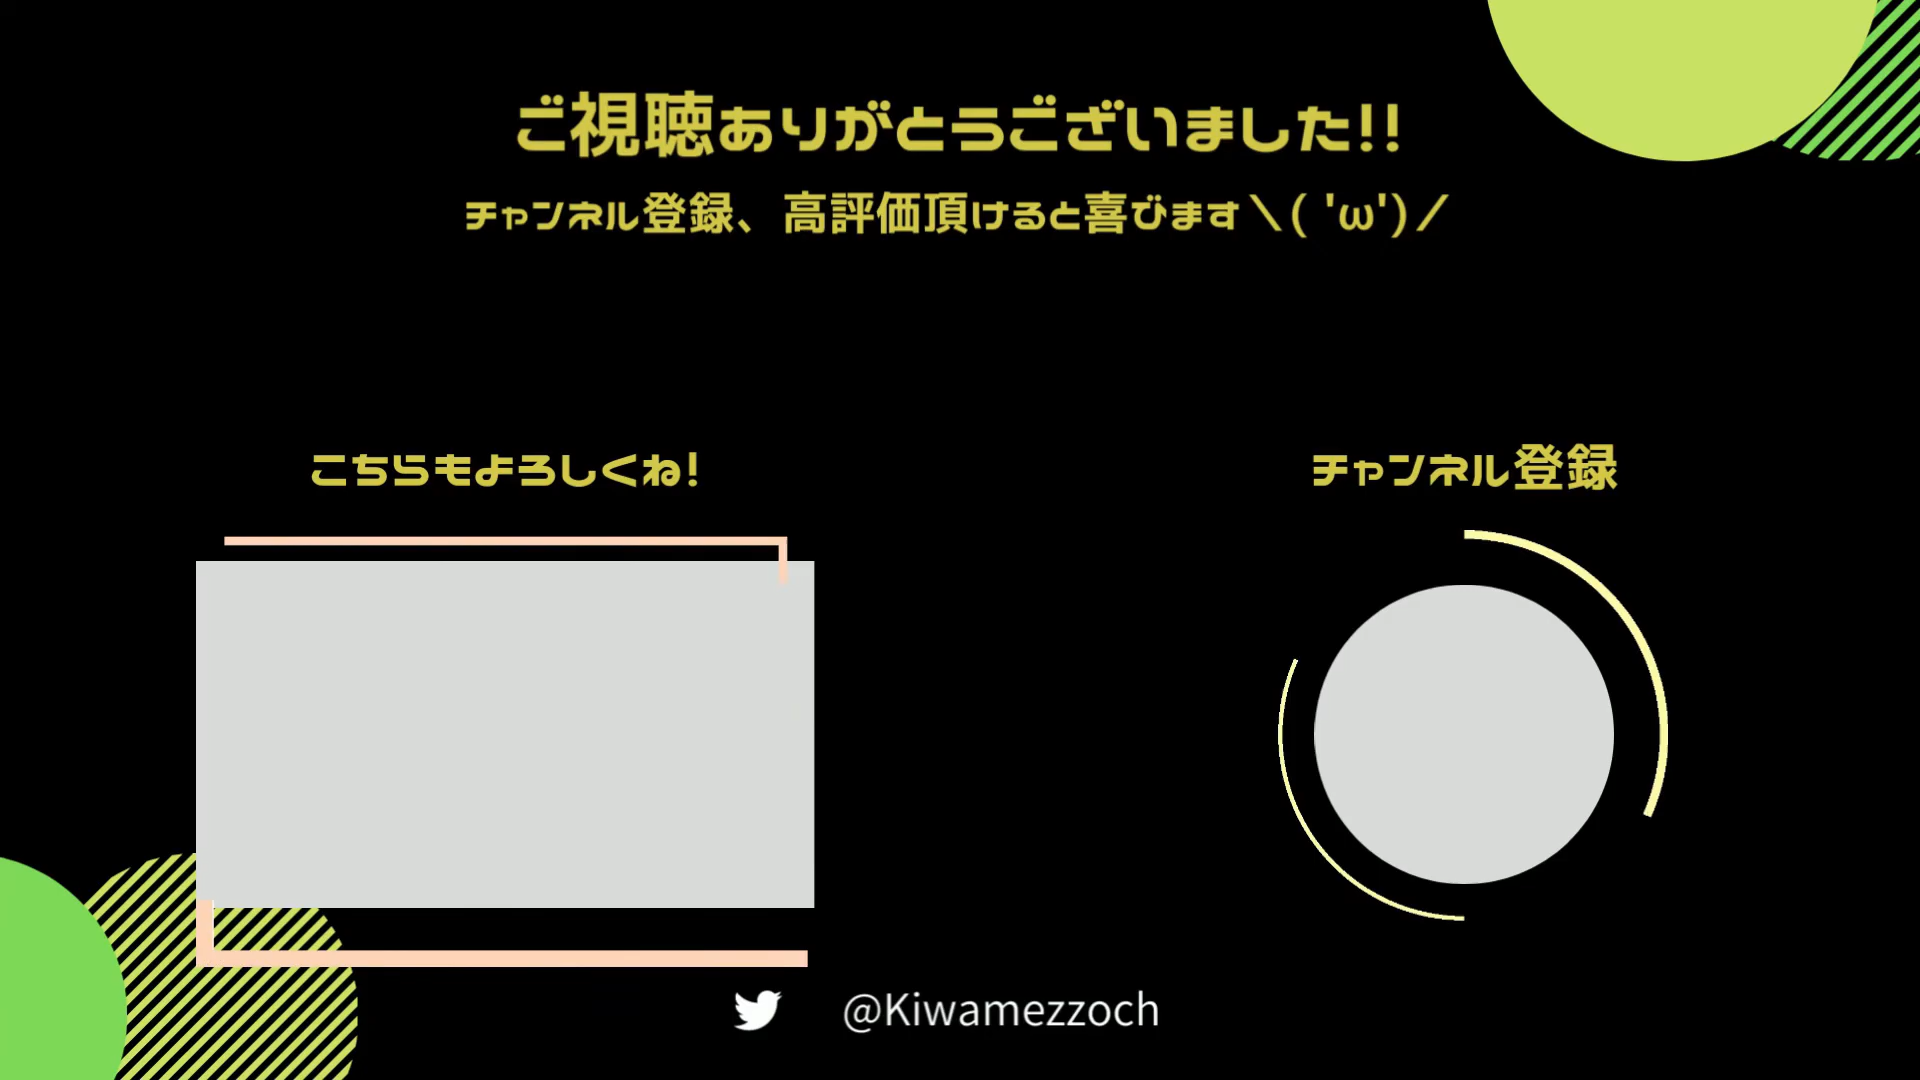 ご視聴ありがとうございました!!
チャンネル登録、高評価頂けると喜びます＼( 'ω')／
こちらもよろしくね!
チャンネル登録
@Kiwamezzoch